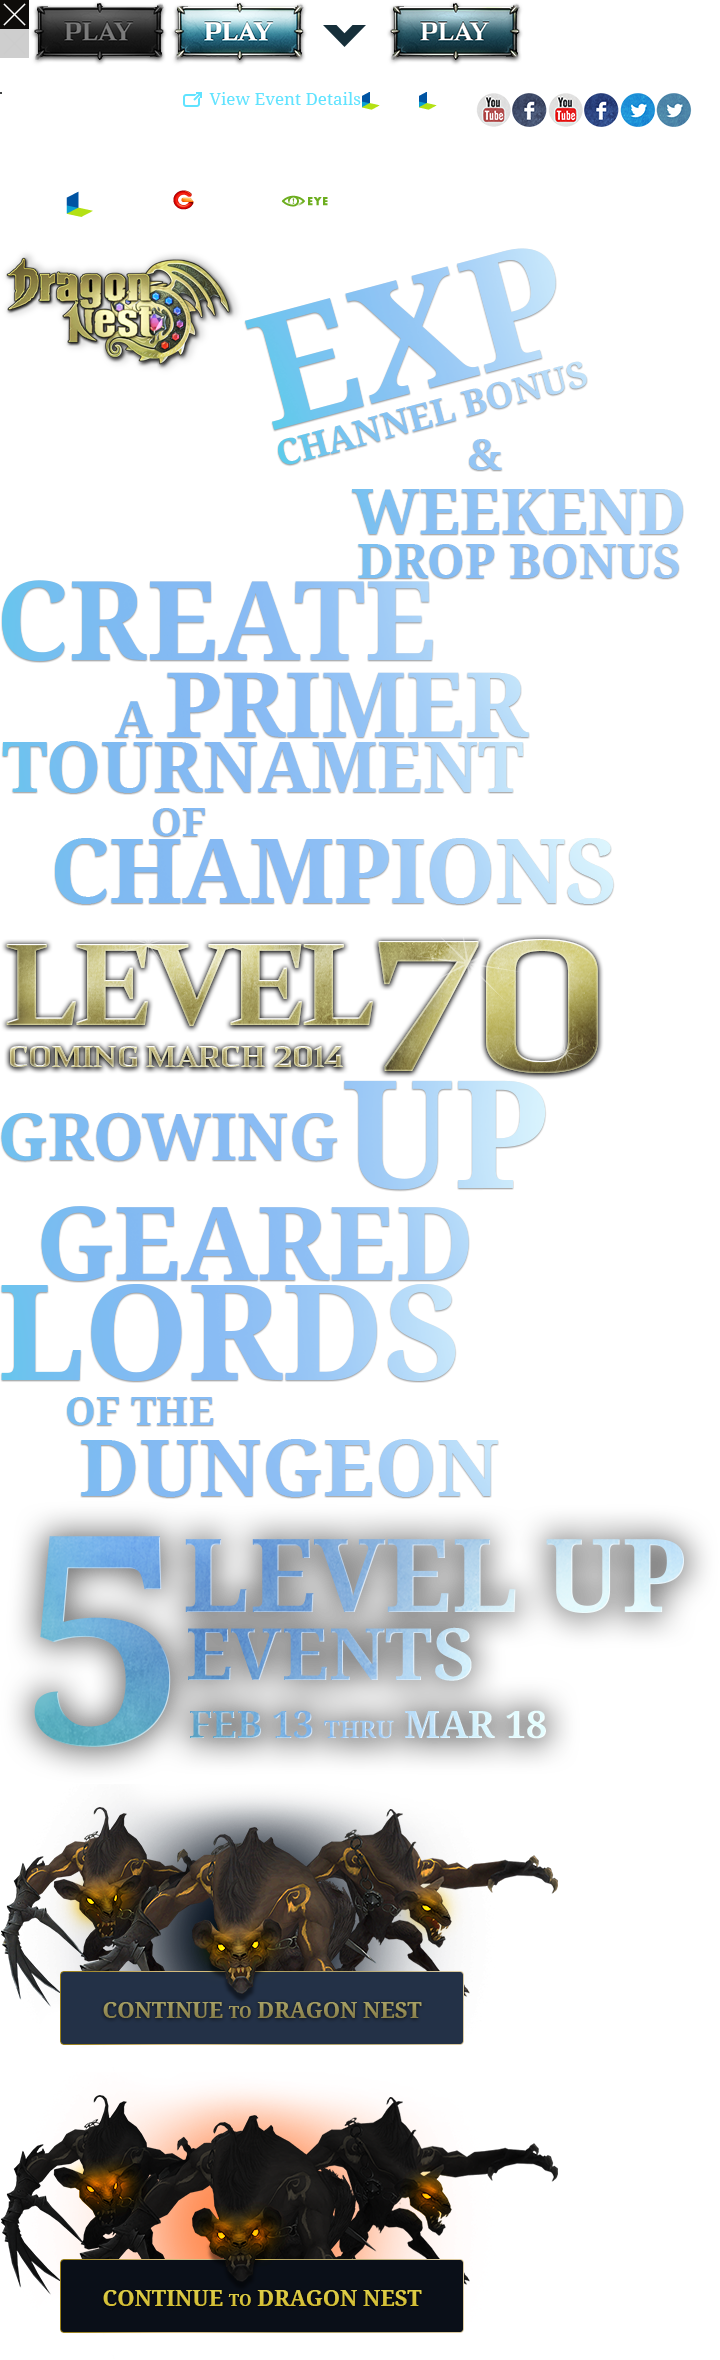 PLAY PLAY PLAY
View Event Details
You Tube You Tube
EYE
Dragon Nest
EXP
CHANNEL BONUS
&
WEEKEND
DROP BONUS
CREATE
A PRIMER
TOURNAMENT
OF
CHAMPIONS
LEVEL 70
COMING MARCH 2014
GROWING UP
GEARED
LORDS
OF THE
DUNGEON
5 LEVEL UP
EVENTS
FEB 13 THRU MAR 18
CONTINUE TO DRAGON NEST
CONTINUE TO DRAGON NEST